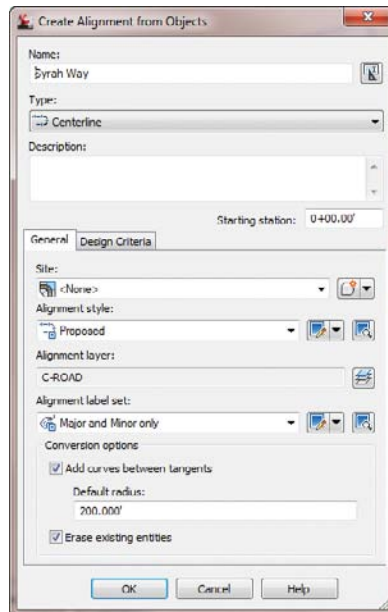 Create Alignment from Objects
Name:
Syrah Way
Type:
Centerline
Description:
Starting station: 0+00.00'
General Design Criteria
Site:
<None>
Alignment style:
Proposed
Alignment layer:
C-ROAD
Alignment label set:
Major and Minor only
Conversion options
Add curves between tangents
Default radius:
200.000'
Erase existing entities
OK Cancel Help